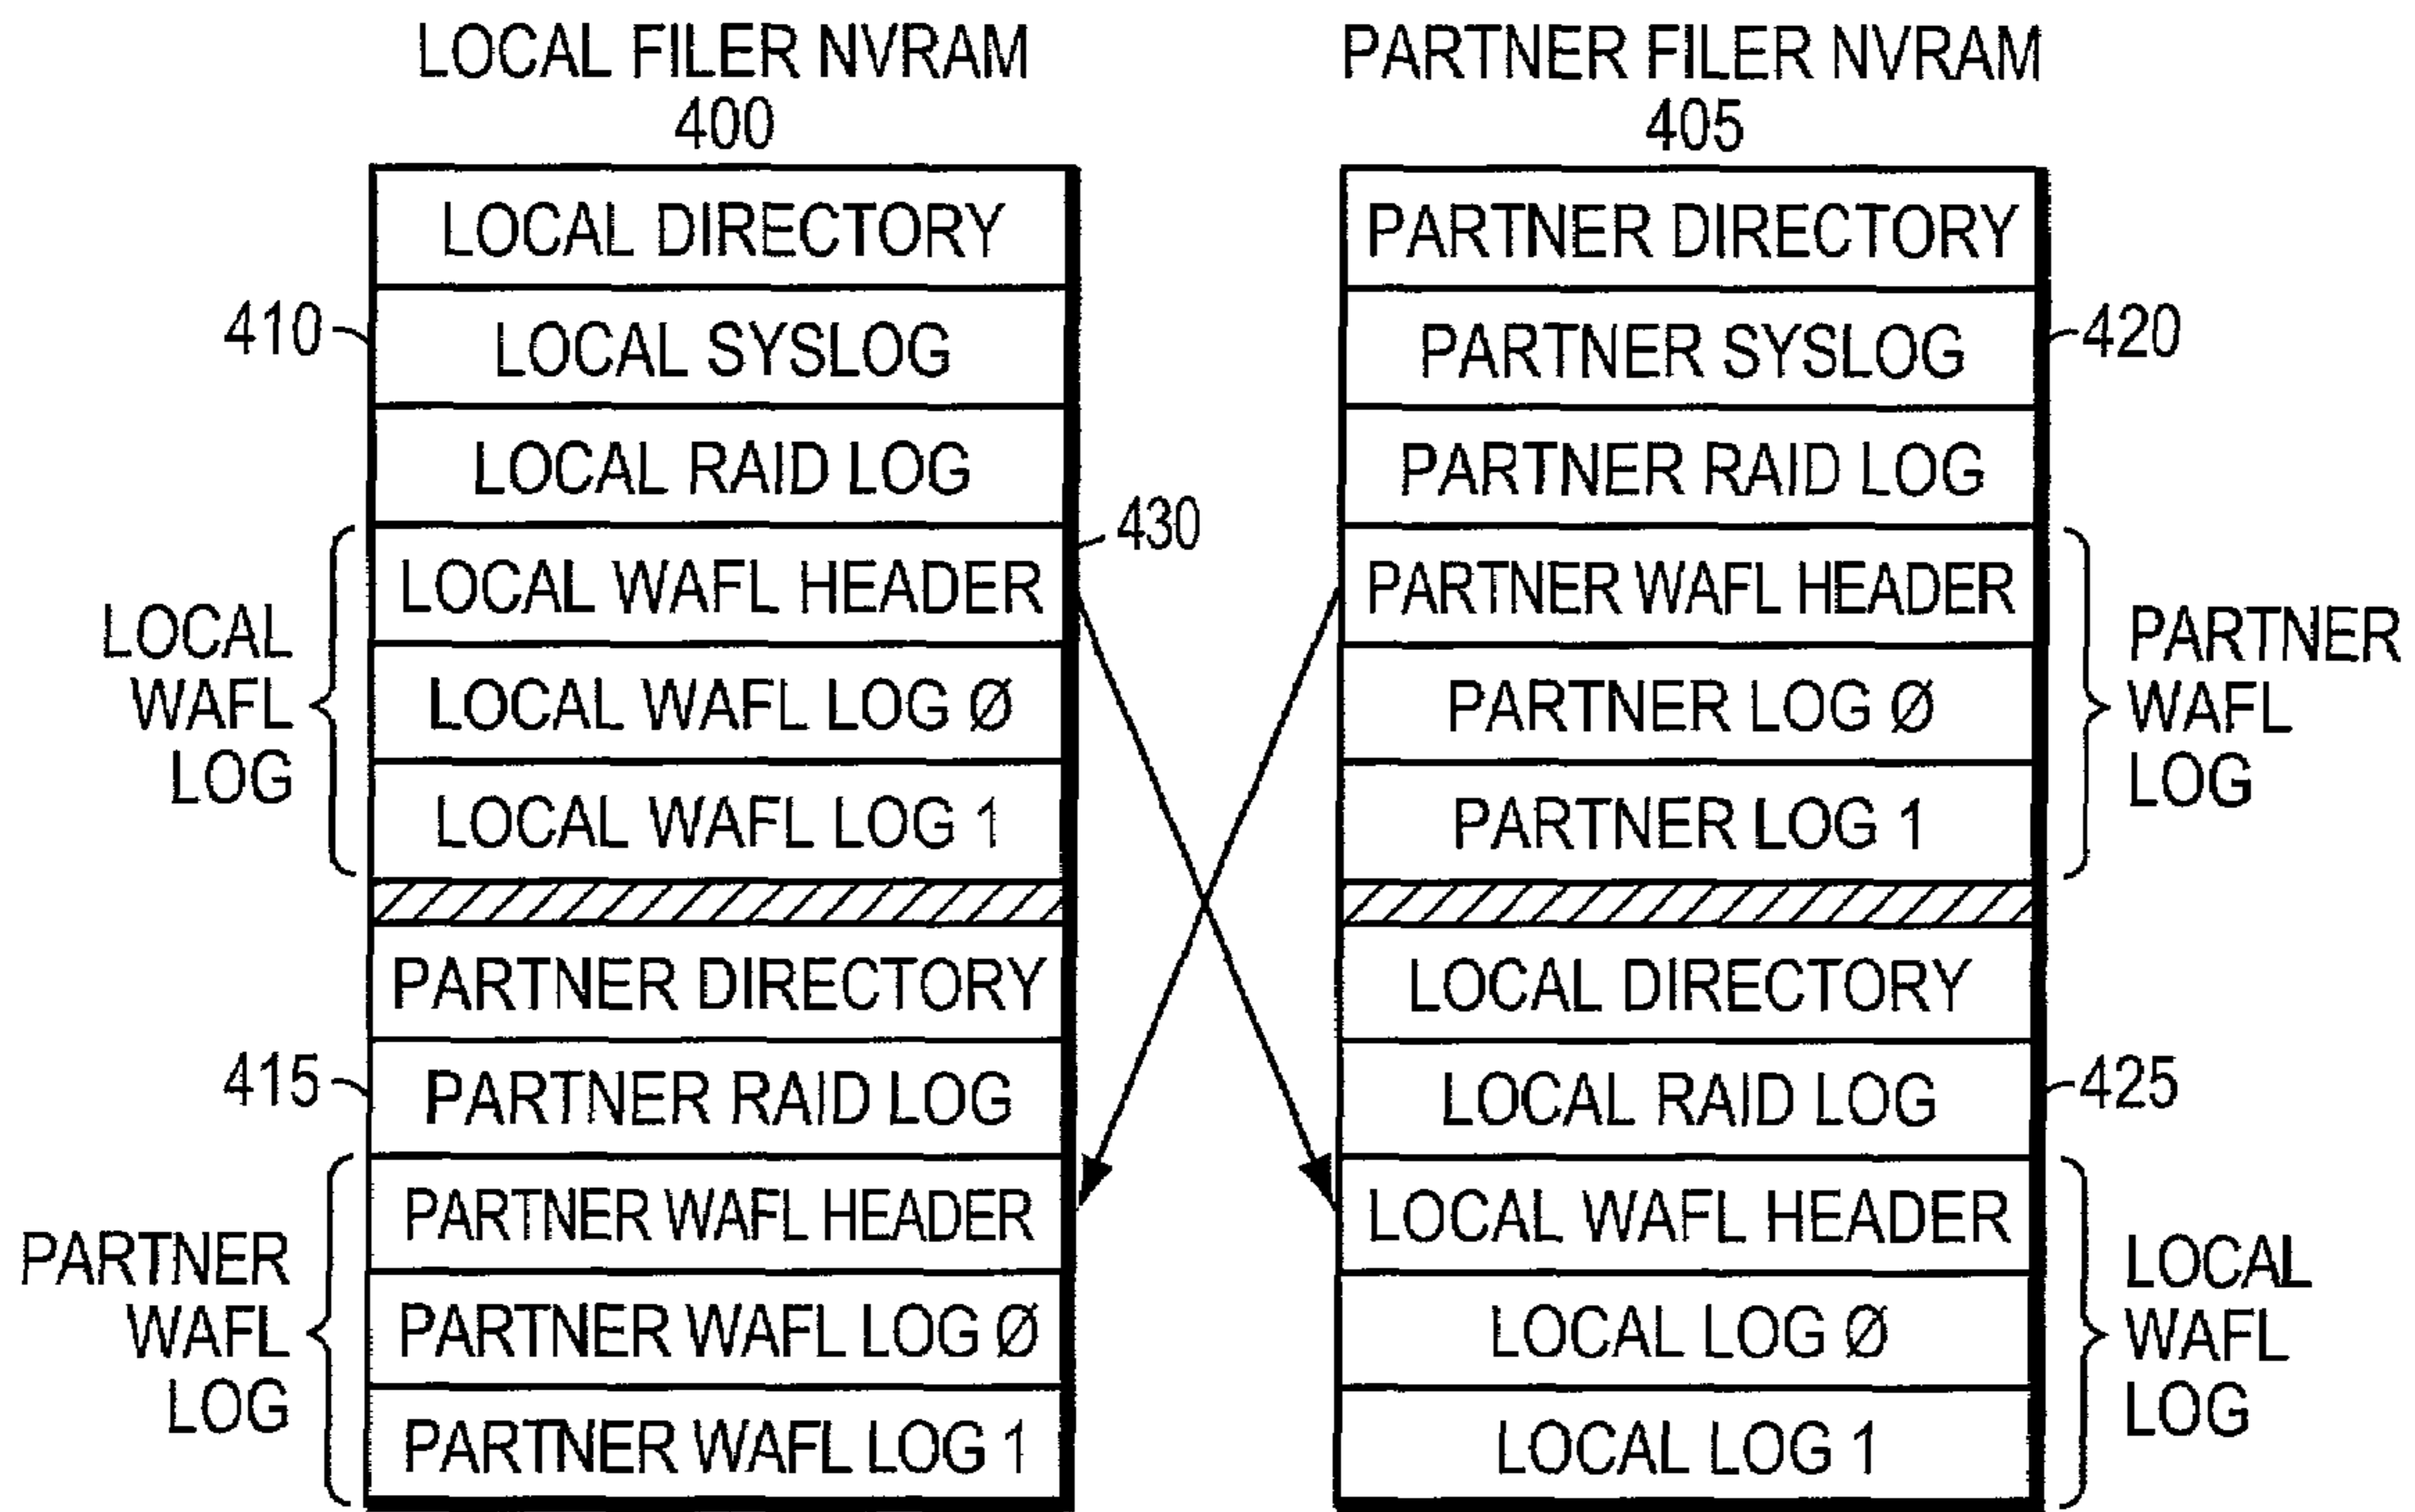 LOCAL FILER NVRAM
400
LOCAL DIRECTORY
410
LOCAL SYSLOG
LOCAL RAID LOG
430
LOCAL WAFL HEADER
LOCAL WAFL LOG Ø
LOCAL WAFL LOG 1
LOCAL
WAFL
LOG
PARTNER DIRECTORY
415
PARTNER RAID LOG
PARTNER WAFL HEADER
PARTNER WAFL LOG Ø
PARTNER WAFL LOG 1
PARTNER
WAFL
LOG
PARTNER FILER NVRAM
405
PARTNER DIRECTORY
PARTNER SYSLOG
420
PARTNER RAID LOG
PARTNER WAFL HEADER
PARTNER LOG Ø
PARTNER LOG 1
PARTNER
WAFL
LOG
LOCAL DIRECTORY
LOCAL RAID LOG
425
LOCAL WAFL HEADER
LOCAL LOG Ø
LOCAL LOG 1
LOCAL
WAFL
LOG